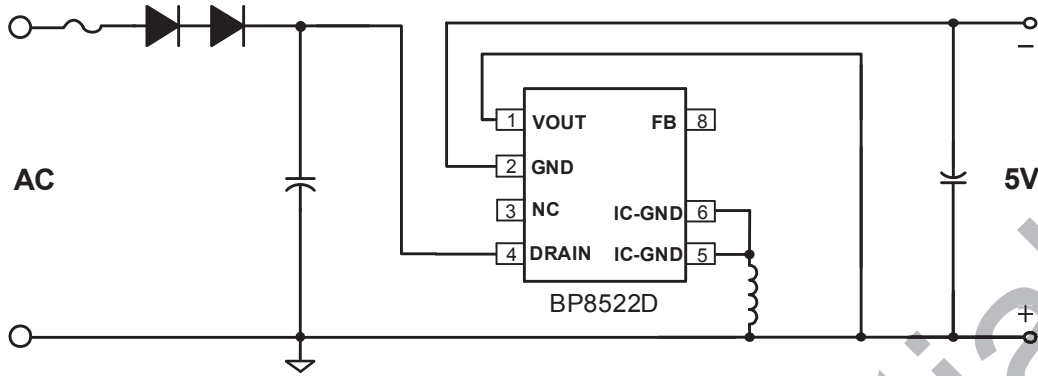 −
1 VOUT FB 8
2 GND
AC 5V
3 NC IC-GND 6
4 DRAIN IC-GND 5
BP8522D
+